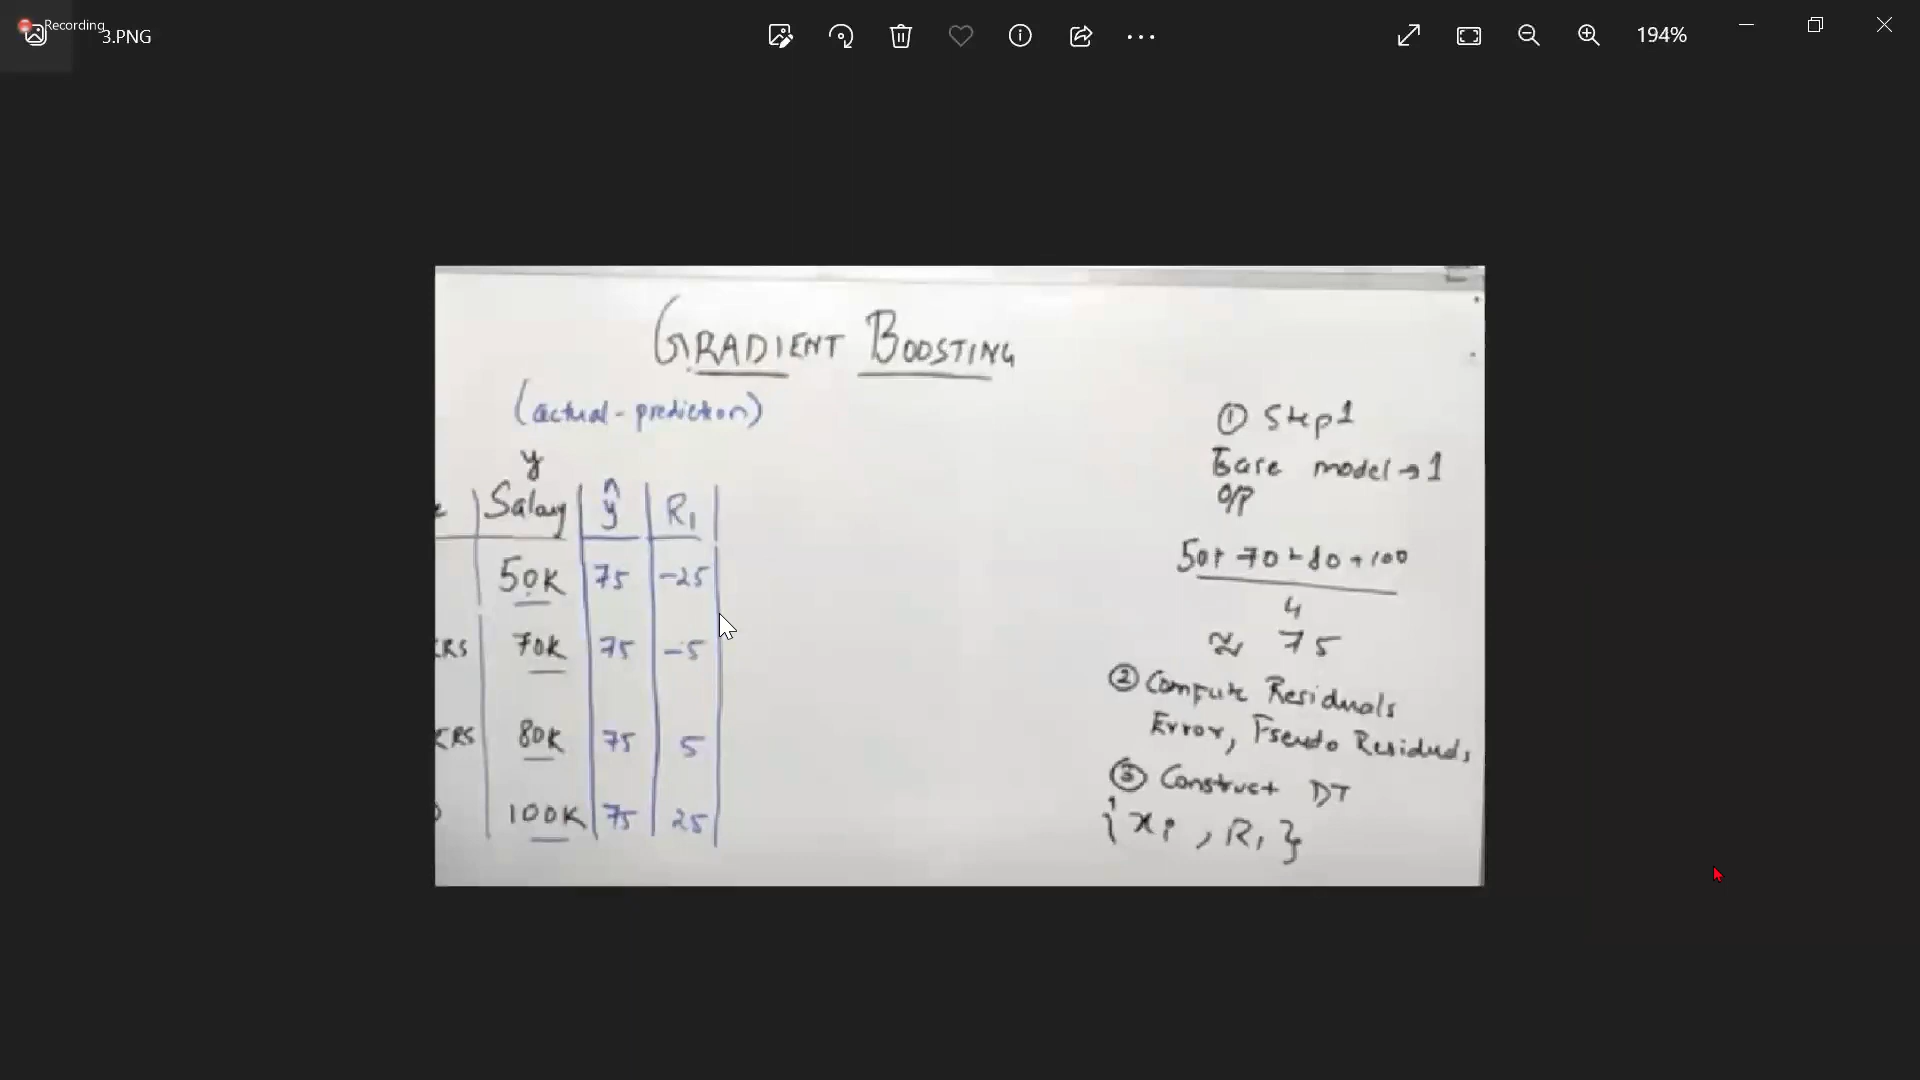 Recording
3.PNG
194%
GRADIENT BOOSTING
(actual - prediction)
y
Salary ŷ R1
50K 75 -25
70K 75 -5
80K 75 5
100K 75 25
① Step 1
Base model → 1
O/P
50+70+80+100
4
≈ 75
② Compute Residuals
Error, Pseudo Residuals
③ Construct DT
{xi, R1}